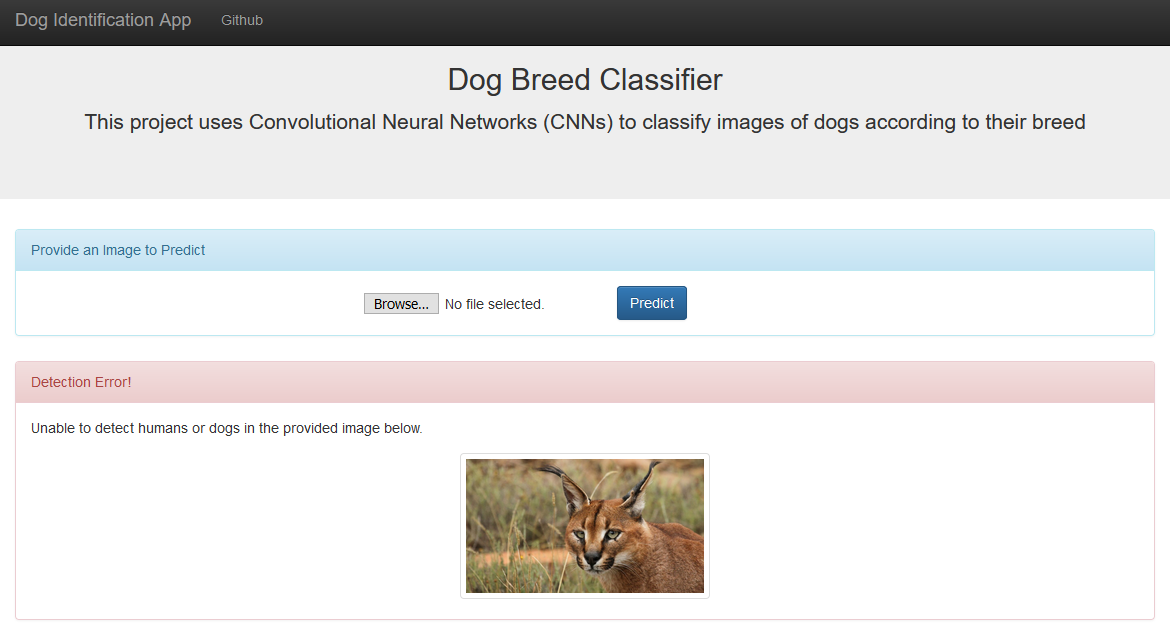 Dog Identification App Github
Dog Breed Classifier
This project uses Convolutional Neural Networks (CNNs) to classify images of dogs according to their breed
Provide an Image to Predict
Browse... No file selected. Predict
Detection Error!
Unable to detect humans or dogs in the provided image below.